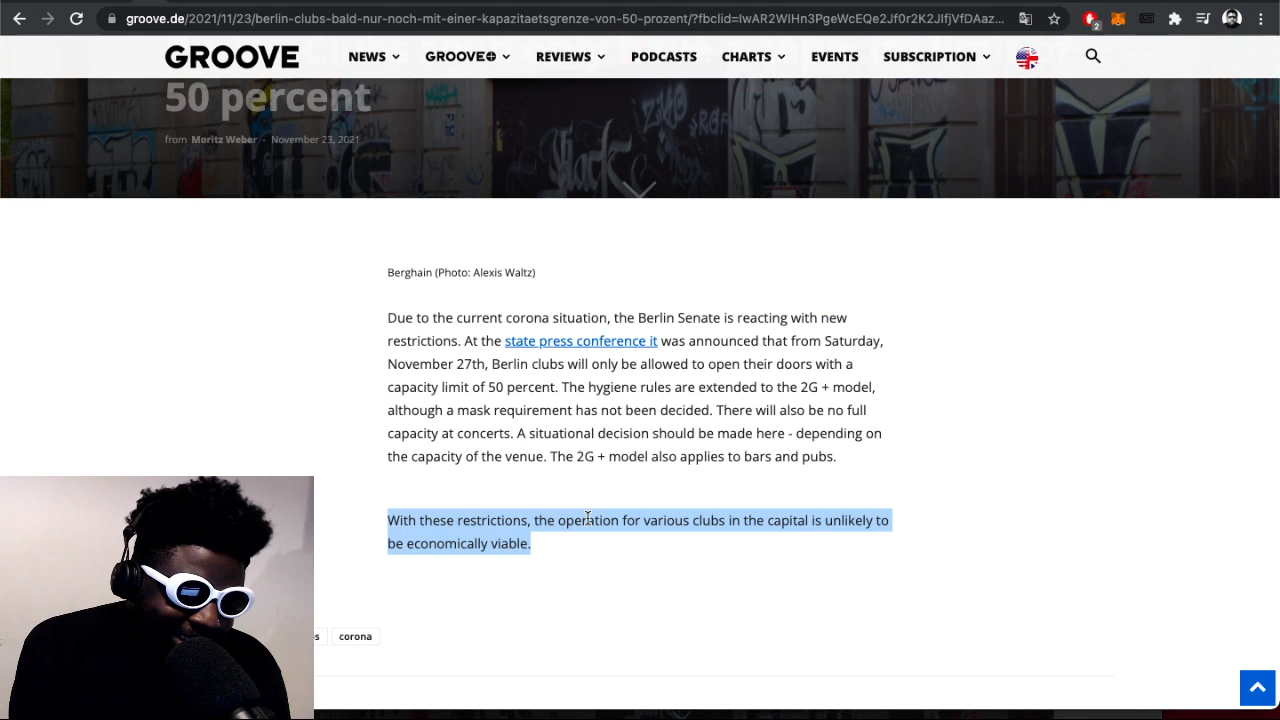 groove.de/2021/11/23/berlin-clubs-bald-nur-noch-mit-einer-kapazitaetsgrenze-von-50-prozent/?fbclid=IwAR2WIHn3PgeWcEQe2Jf0r2K2JIfjVfDAaz...
2
GROOVE NEWS GROOVE+ REVIEWS PODCASTS CHARTS EVENTS SUBSCRIPTION
50 percent
from Moritz Weber - November 23, 2021
Berghain (Photo: Alexis Waltz)
Due to the current corona situation, the Berlin Senate is reacting with new
restrictions. At the state press conference it was announced that from Saturday,
November 27th, Berlin clubs will only be allowed to open their doors with a
capacity limit of 50 percent. The hygiene rules are extended to the 2G + model,
although a mask requirement has not been decided. There will also be no full
capacity at concerts. A situational decision should be made here - depending on
the capacity of the venue. The 2G + model also applies to bars and pubs.
With these restrictions, the operation for various clubs in the capital is unlikely to
be economically viable.
corona